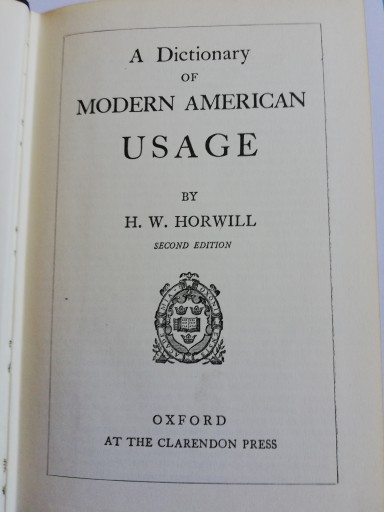 A Dictionary
OF
MODERN AMERICAN
USAGE
BY
H. W. HORWILL
SECOND EDITION
OXFORD
AT THE CLARENDON PRESS